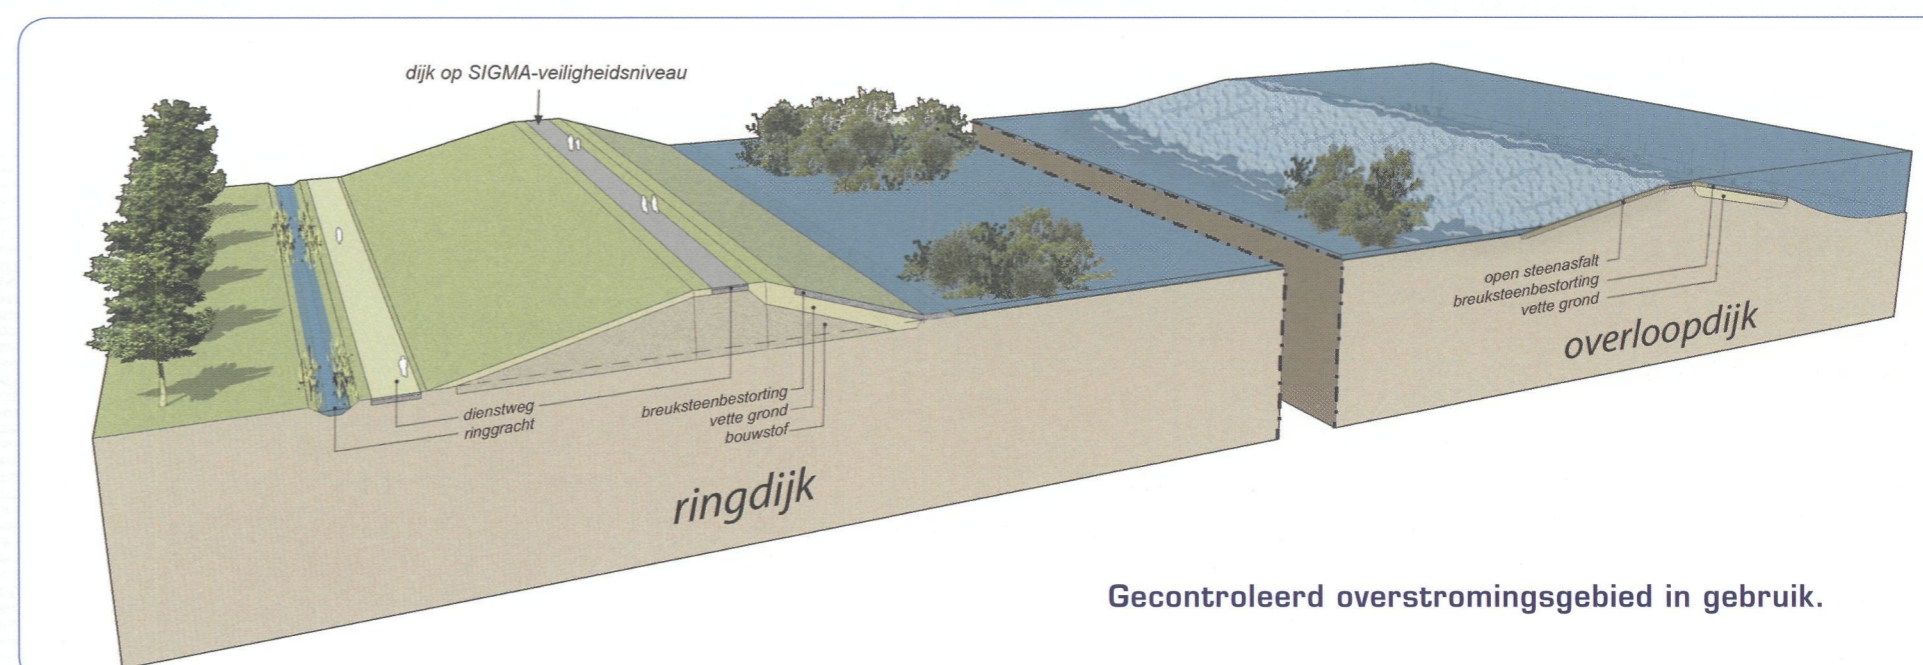 dijk op SIGMA-veiligheidsniveau
open steenasfalt
breuksteenbestorting
vette grond
overloopdijk
dienstweg
ringgracht
breuksteenbestorting
vette grond
bouwstof
ringdijk
Gecontroleerd overstromingsgebied in gebruik.